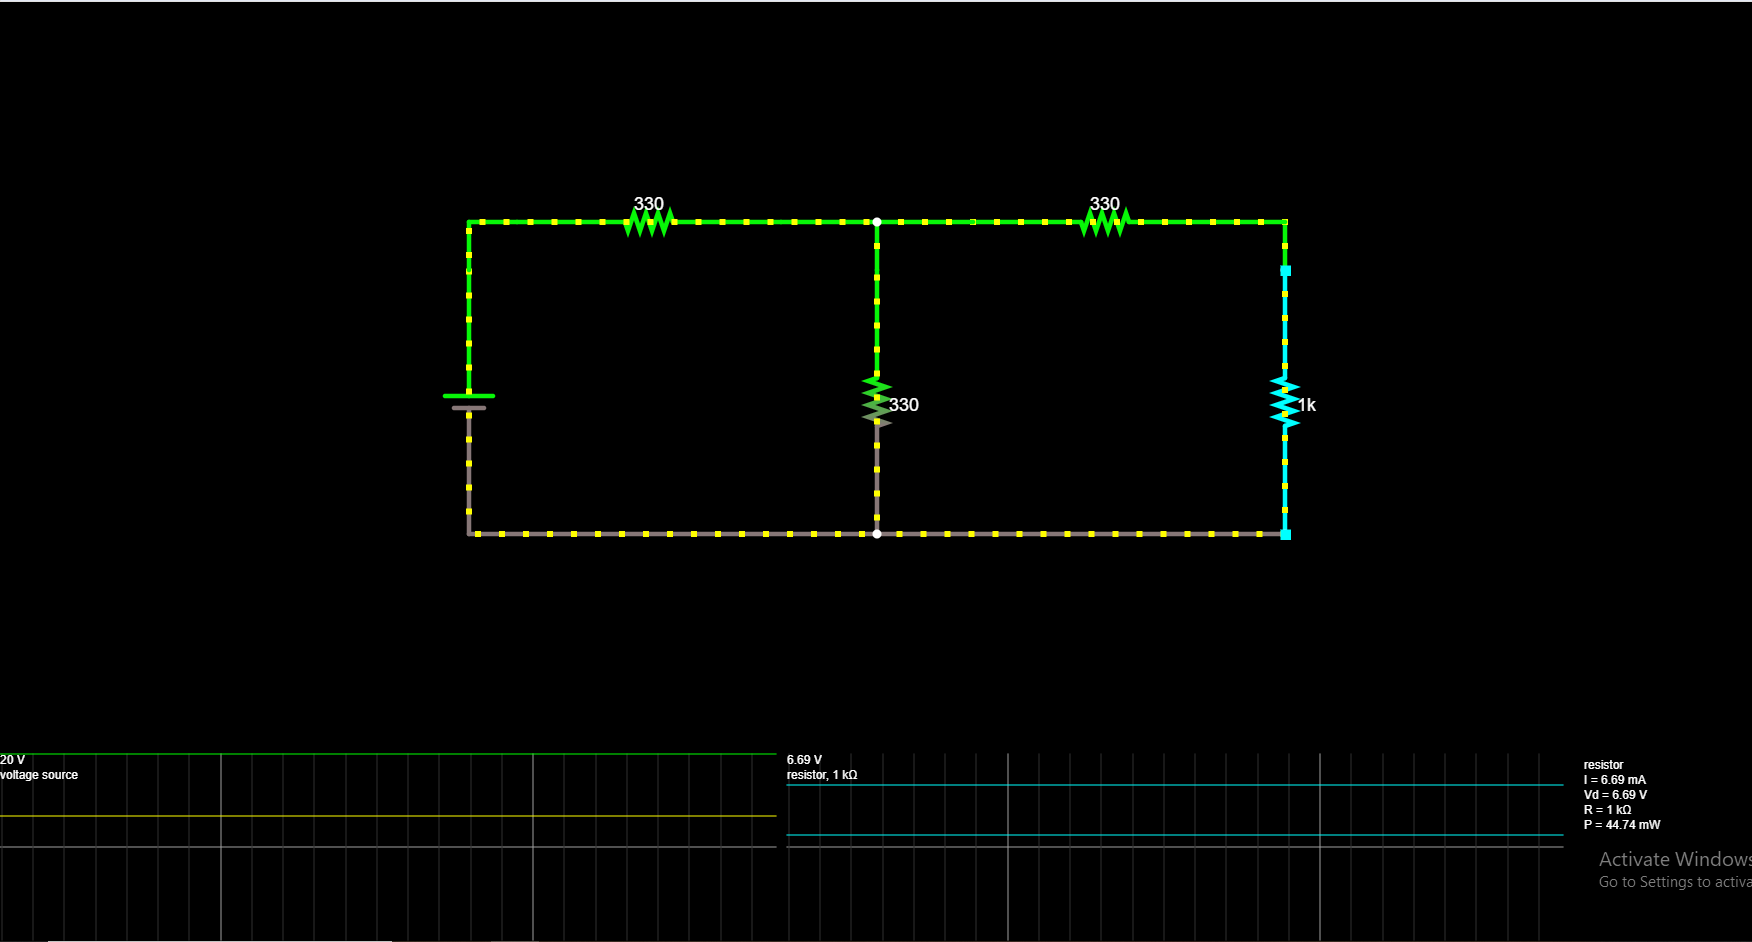 330
330
330
1k
20 V
voltage source
6.69 V
resistor, 1 kΩ
resistor
I = 6.69 mA
Vd = 6.69 V
R = 1 kΩ
P = 44.74 mW
Activate Windows
Go to Settings to activa